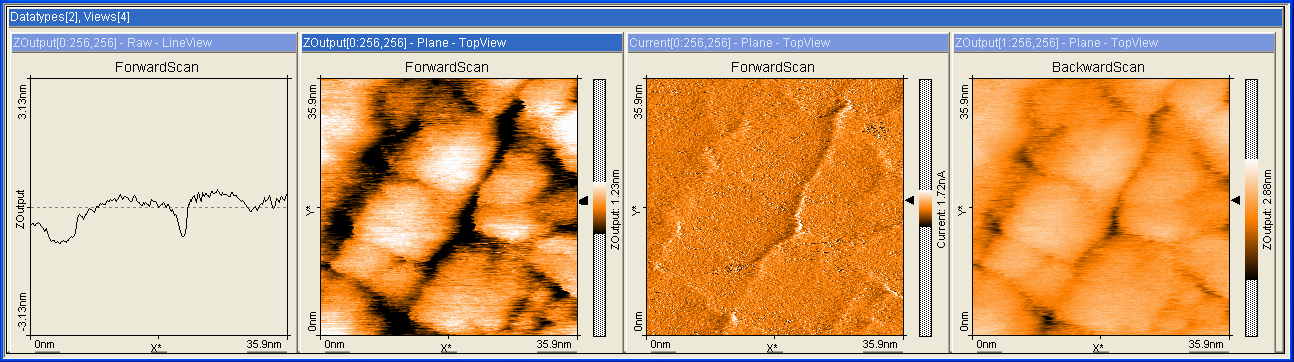 Datatypes[2], Views[4]
ZOutput[0:256,256] - Raw - LineView
ForwardScan
3.13nm
ZOutput
-3.13nm
0nm
X*
35.9nm
ZOutput[0:256,256] - Plane - TopView
ForwardScan
35.9nm
Y*
0nm
0nm
X*
35.9nm
ZOutput: 1.23nm
Current[0:256,256] - Plane - TopView
ForwardScan
35.9nm
Y*
0nm
0nm
X*
35.9nm
Current: 1.72nA
ZOutput[1:256,256] - Plane - TopView
BackwardScan
35.9nm
Y*
0nm
0nm
X*
35.9nm
ZOutput: 2.88nm